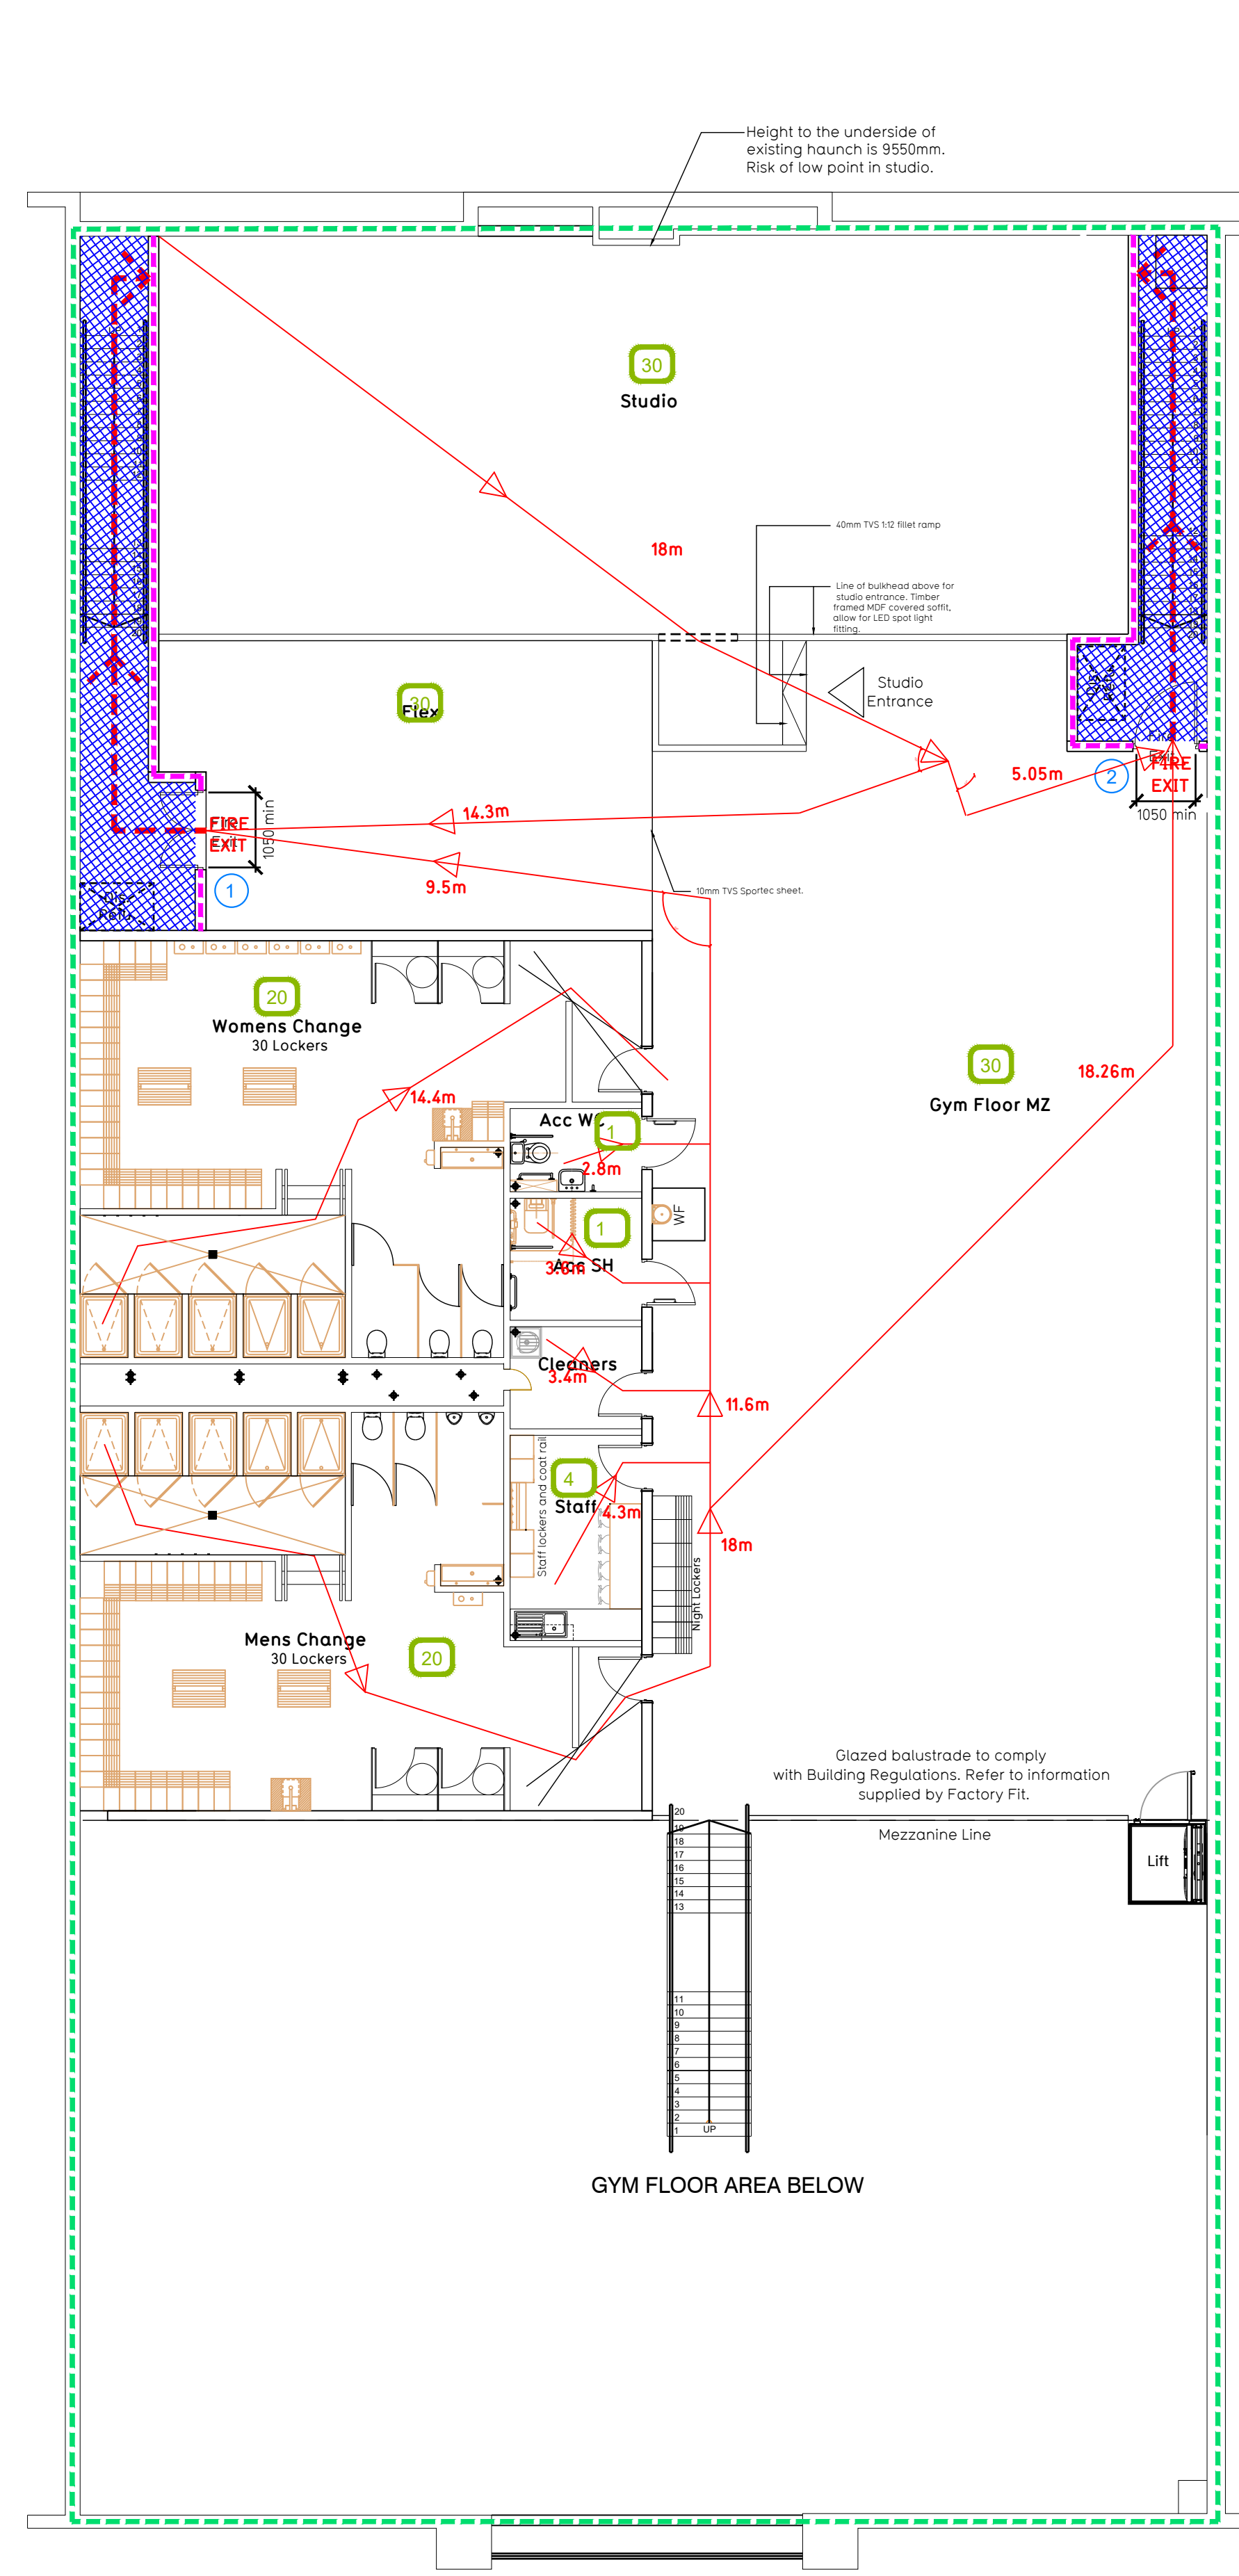 Height to the underside of
existing haunch is 9550mm.
Risk of low point in studio.
30
Studio
18m
40mm TVS 1:12 fillet ramp
Line of bulkhead above for
studio entrance. Timber
framed MDF covered soffit,
allow for LED spot light
fitting.
Studio
Entrance
30
Flex
14.3m
5.05m
2
FIRE
EXIT
1050 min
FIRE
EXIT
Fire
Exit
1050 min
9.5m
1
10mm TVS Sportec sheet.
Dis.
Refu
20
Womens Change
30 Lockers
14.4m
30
Gym Floor MZ
18.26m
Acc WC
1
2.8m
WF
1
Acc SH
3.6m
Cleaners
3.4m
11.6m
Staff lockers and coat rail
4
Staff
4.3m
18m
Night Lockers
Mens Change
30 Lockers
20
Glazed balustrade to comply
with Building Regulations. Refer to information
supplied by Factory Fit.
Mezzanine Line
Lift
20
19
18
17
16
15
14
13
11
10
9
8
7
6
5
4
3
2
1
UP
GYM FLOOR AREA BELOW